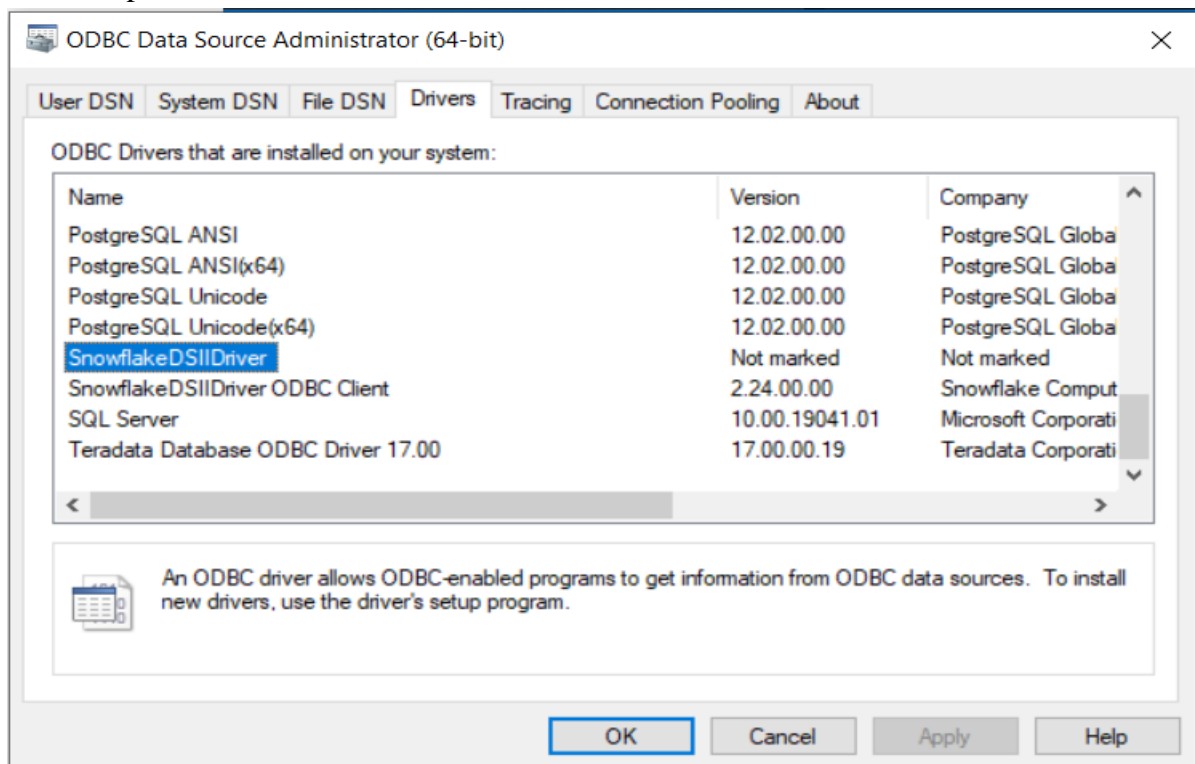 ODBC Data Source Administrator (64-bit)
User DSN System DSN File DSN Drivers Tracing Connection Pooling About
ODBC Drivers that are installed on your system:
Name Version Company
PostgreSQL ANSI 12.02.00.00 PostgreSQL Globa
PostgreSQL ANSI(x64) 12.02.00.00 PostgreSQL Globa
PostgreSQL Unicode 12.02.00.00 PostgreSQL Globa
PostgreSQL Unicode(x64) 12.02.00.00 PostgreSQL Globa
SnowflakeDSIIDriver Not marked Not marked
SnowflakeDSIIDriver ODBC Client 2.24.00.00 Snowflake Comput
SQL Server 10.00.19041.01 Microsoft Corporati
Teradata Database ODBC Driver 17.00 17.00.00.19 Teradata Corporati
An ODBC driver allows ODBC-enabled programs to get information from ODBC data sources. To install
new drivers, use the driver's setup program.
OK Cancel Apply Help